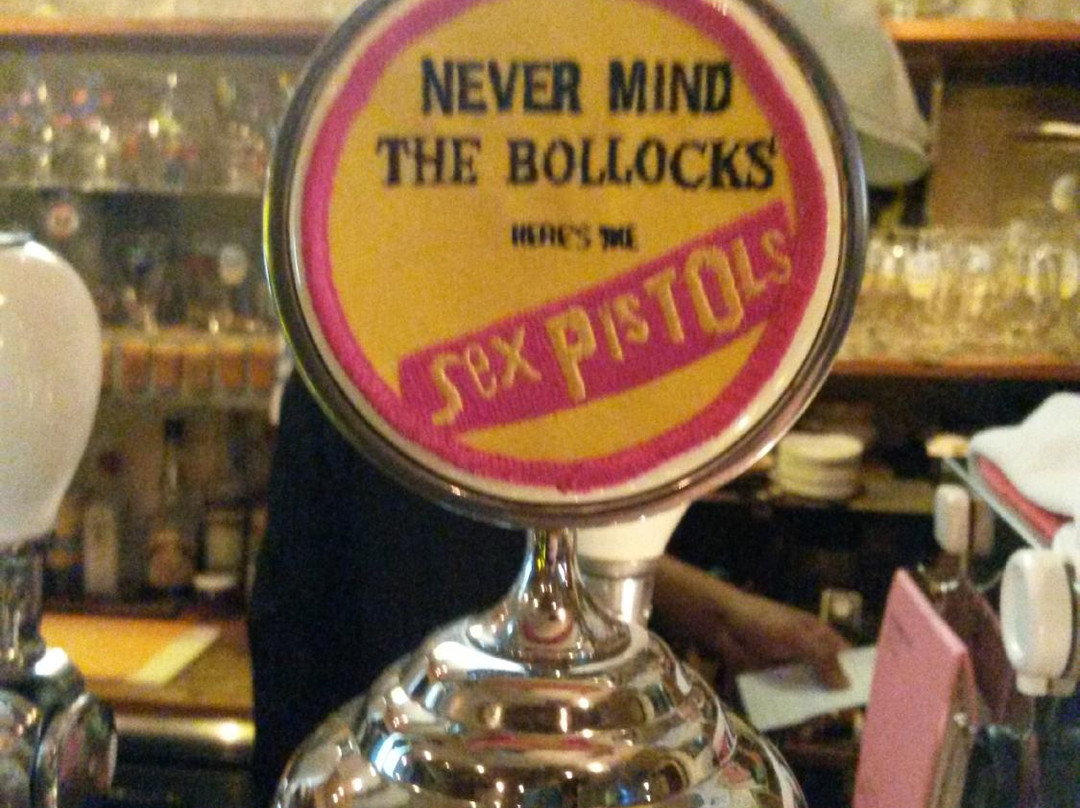 NEVER MIND
THE BOLLOCKS
HERE'S THE
SEX PISTOLS